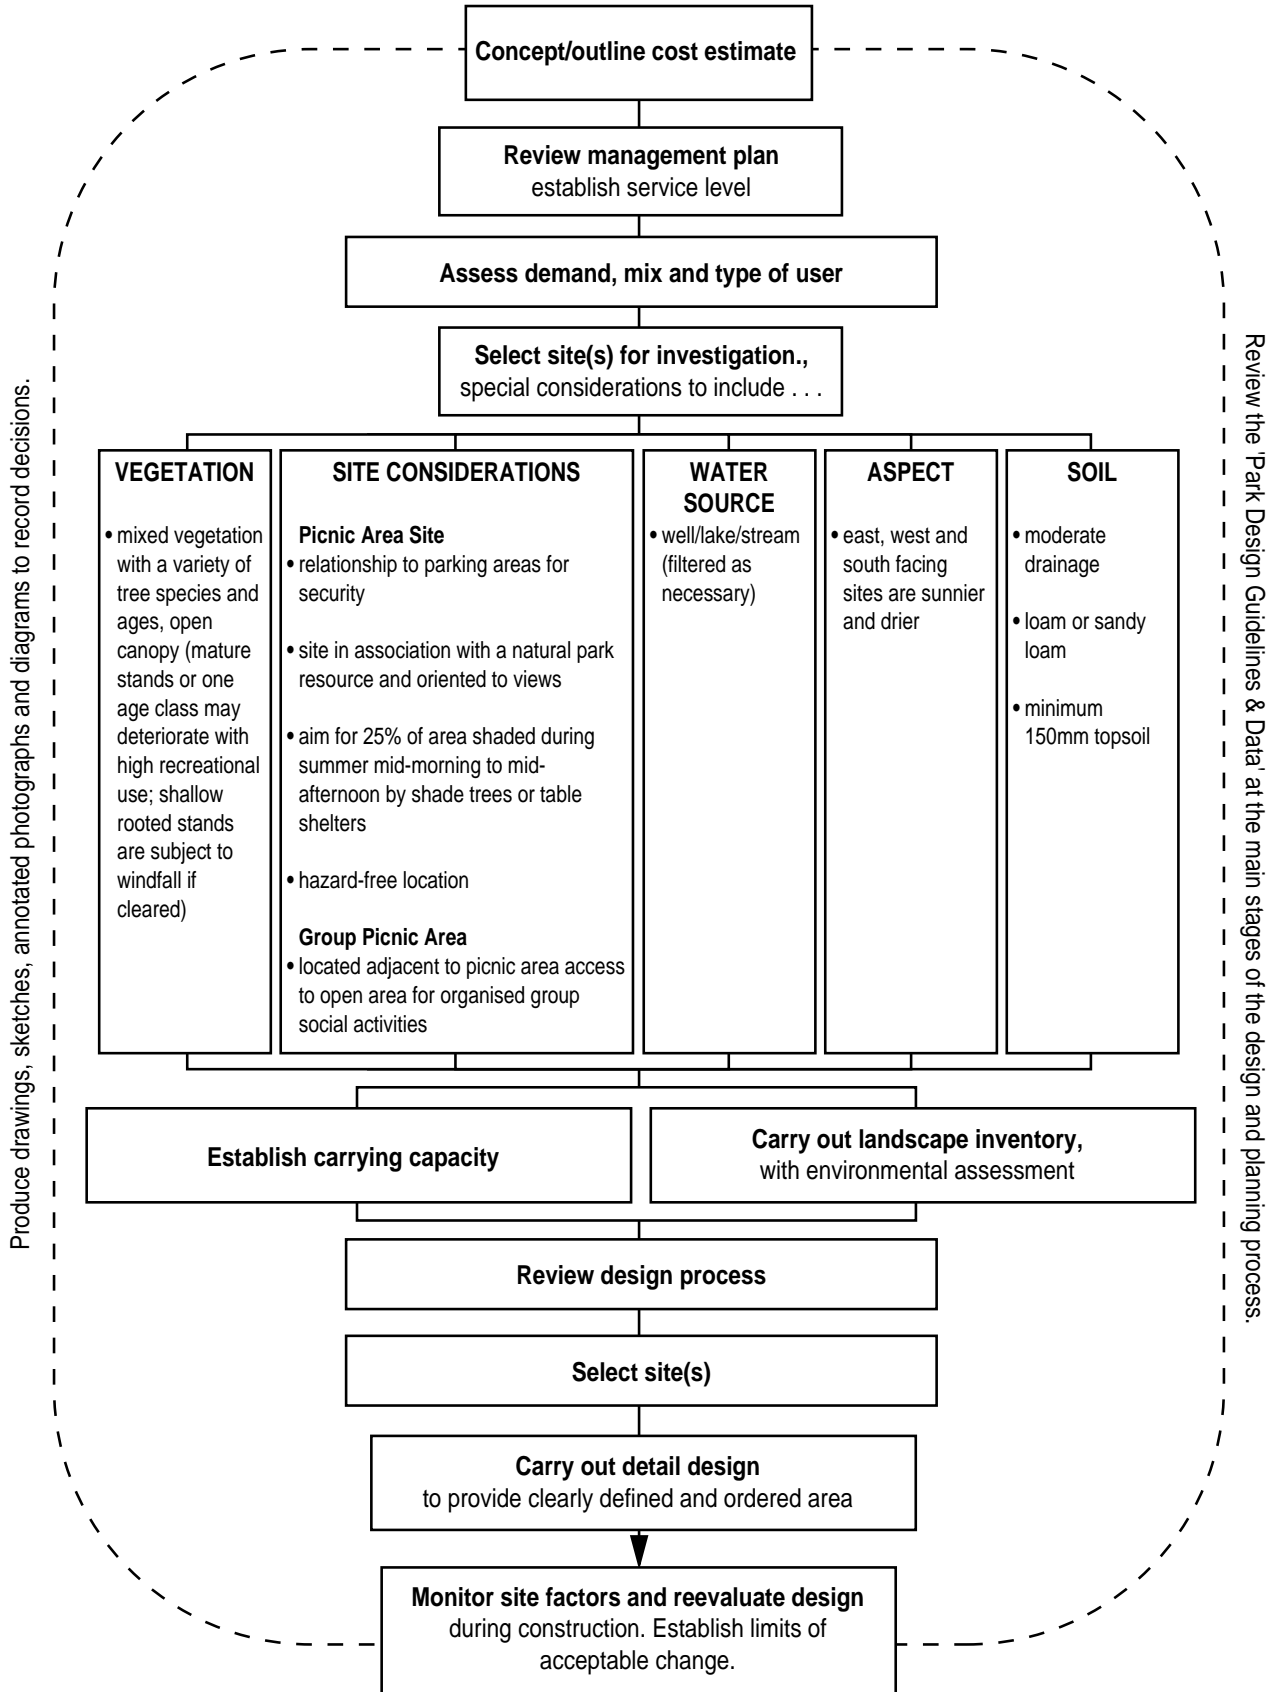 Concept/outline cost estimate
Review management plan
establish service level
Assess demand, mix and type of user
Select site(s) for investigation.,
special considerations to include . . .
VEGETATION
• mixed vegetation
with a variety of
tree species and
ages, open
canopy (mature
stands or one
age class may
deteriorate with
high recreational
use; shallow
rooted stands
are subject to
windfall if
cleared)
SITE CONSIDERATIONS
Picnic Area Site
• relationship to parking areas for
security
• site in association with a natural park
resource and oriented to views
• aim for 25% of area shaded during
summer mid-morning to mid-
afternoon by shade trees or table
shelters
• hazard-free location
Group Picnic Area
• located adjacent to picnic area access
to open area for organised group
social activities
WATER
SOURCE
• well/lake/stream
(filtered as
necessary)
ASPECT
• east, west and
south facing
sites are sunnier
and drier
SOIL
• moderate
drainage
• loam or sandy
loam
• minimum
150mm topsoil
Establish carrying capacity
Carry out landscape inventory,
with environmental assessment
Review design process
Select site(s)
Carry out detail design
to provide clearly defined and ordered area
Monitor site factors and reevaluate design
during construction. Establish limits of
acceptable change.
Produce drawings, sketches, annotated photographs and diagrams to record decisions.
Review the 'Park Design Guidelines & Data' at the main stages of the design and planning process.